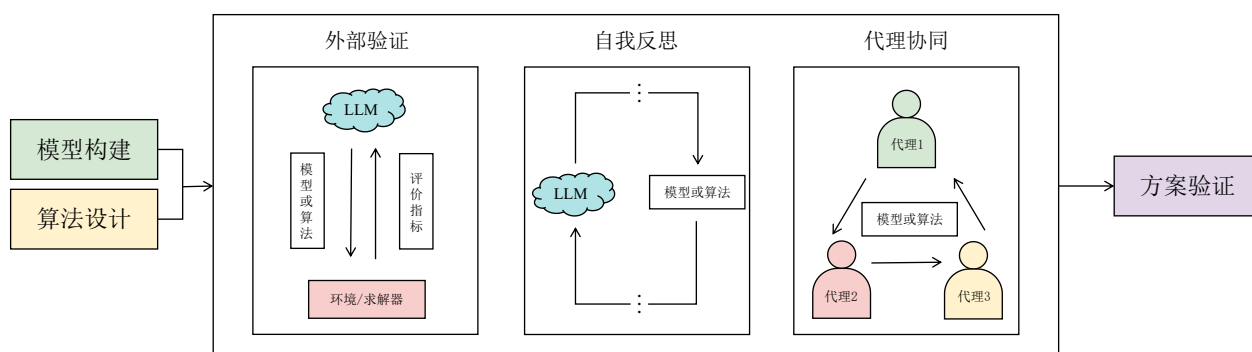 外部验证
自我反思
代理协同
模型构建
算法设计
LLM
模型或算法
评价指标
环境/求解器
⋮
LLM
模型或算法
⋮
代理1
模型或算法
代理2
代理3
方案验证